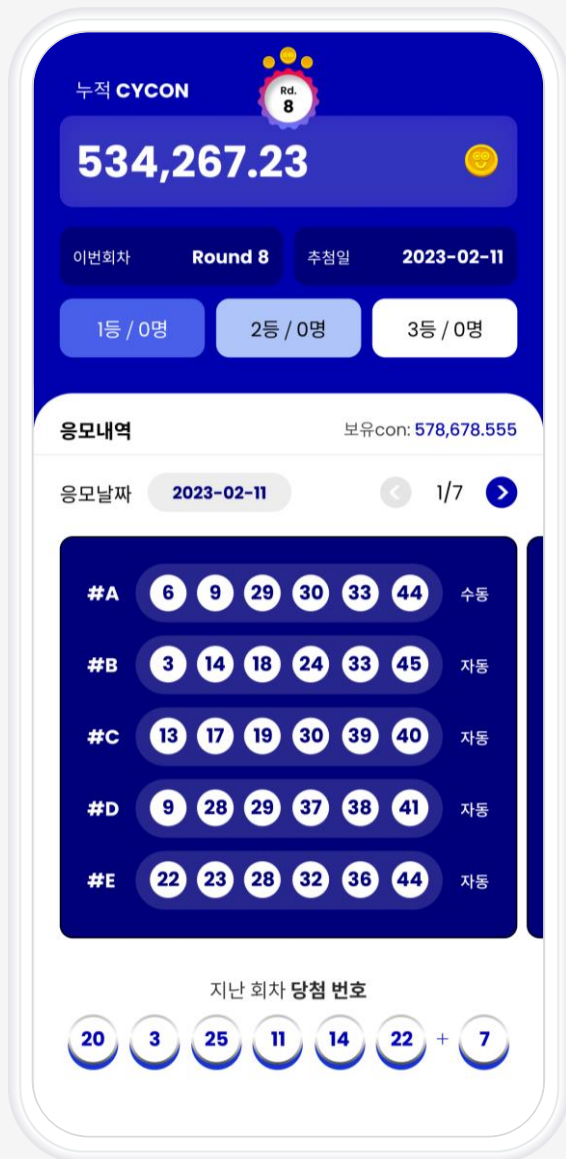 누적 CYCON
Rd.
8
534,267.23
이번회차 Round 8 추첨일 2023-02-11
1등 / 0명 2등 / 0명 3등 / 0명
응모내역 보유con: 578,678.555
응모날짜 2023-02-11 1/7
#A 6 9 29 30 33 44 수동
#B 3 14 18 24 33 45 자동
#C 13 17 19 30 39 40 자동
#D 9 28 29 37 38 41 자동
#E 22 23 28 32 36 44 자동
지난 회차 당첨 번호
20 3 25 11 14 22 + 7